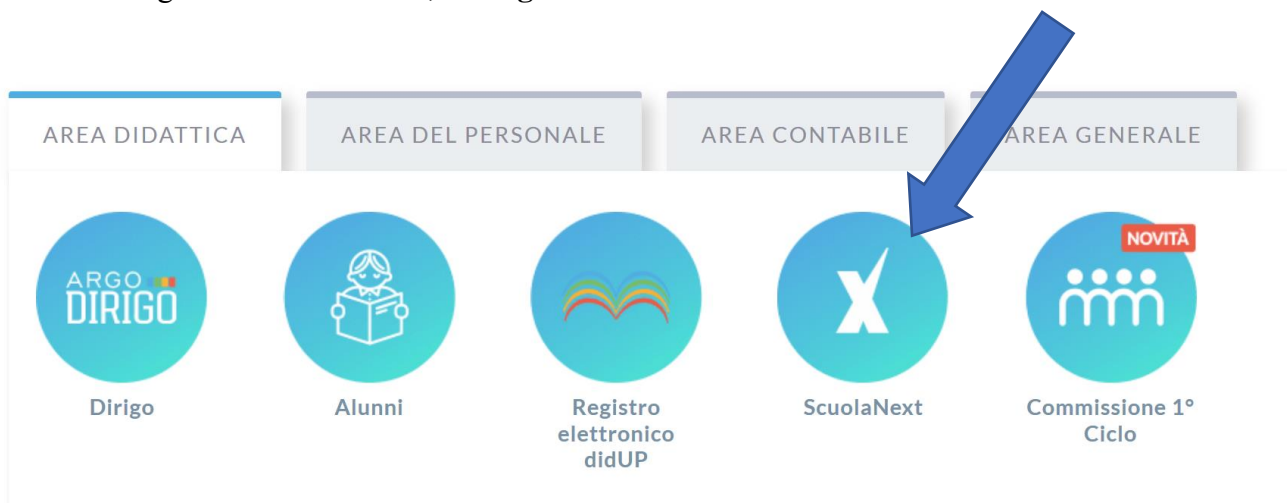 AREA DIDATTICA
AREA DEL PERSONALE
AREA CONTABILE
AREA GENERALE
NOVITÀ
ARGO
DIRIGO
Dirigo
Alunni
Registro
elettronico
didUP
ScuolaNext
Commissione 1°
Ciclo